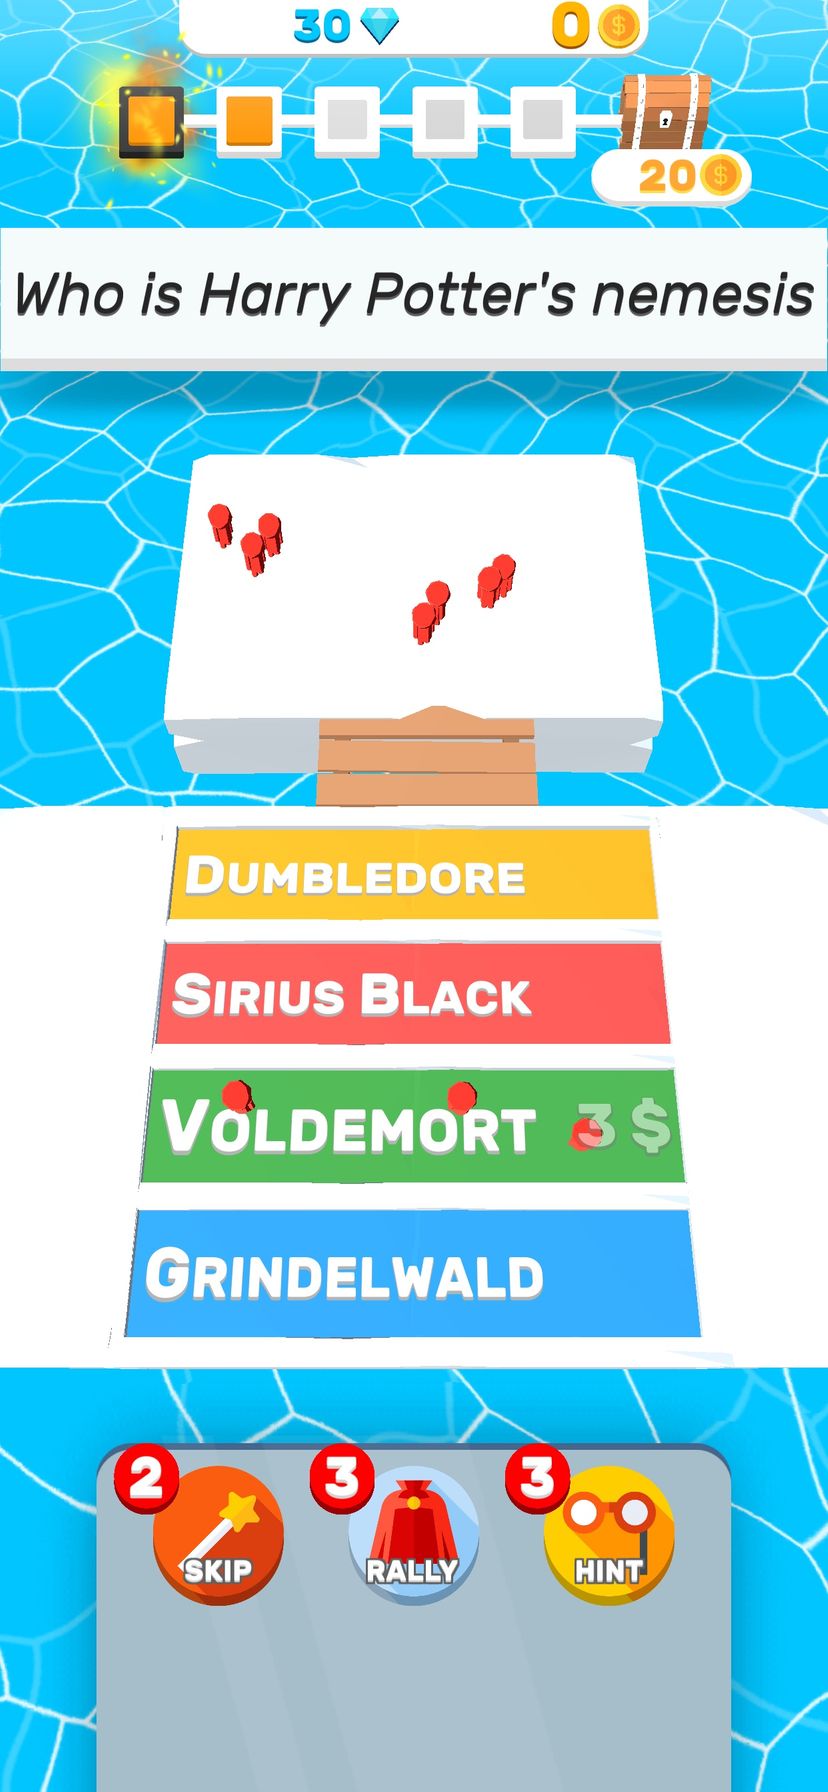 30 0
20
Who is Harry Potter's nemesis
DUMBLEDORE
SIRIUS BLACK
VOLDEMORT 3 $
GRINDELWALD
2 3 3
SKIP RALLY HINT